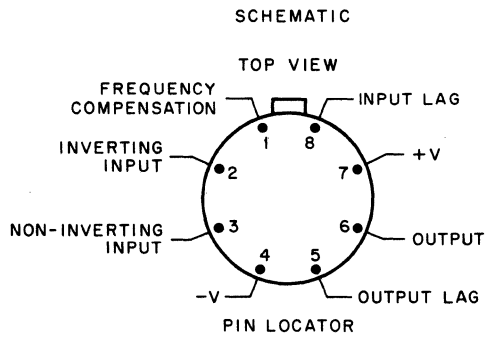 SCHEMATIC
TOP VIEW
FREQUENCY
COMPENSATION
INPUT LAG
1
8
INVERTING
INPUT
2
7
+V
NON-INVERTING
INPUT
3
6
OUTPUT
4
5
-V
OUTPUT LAG
PIN LOCATOR